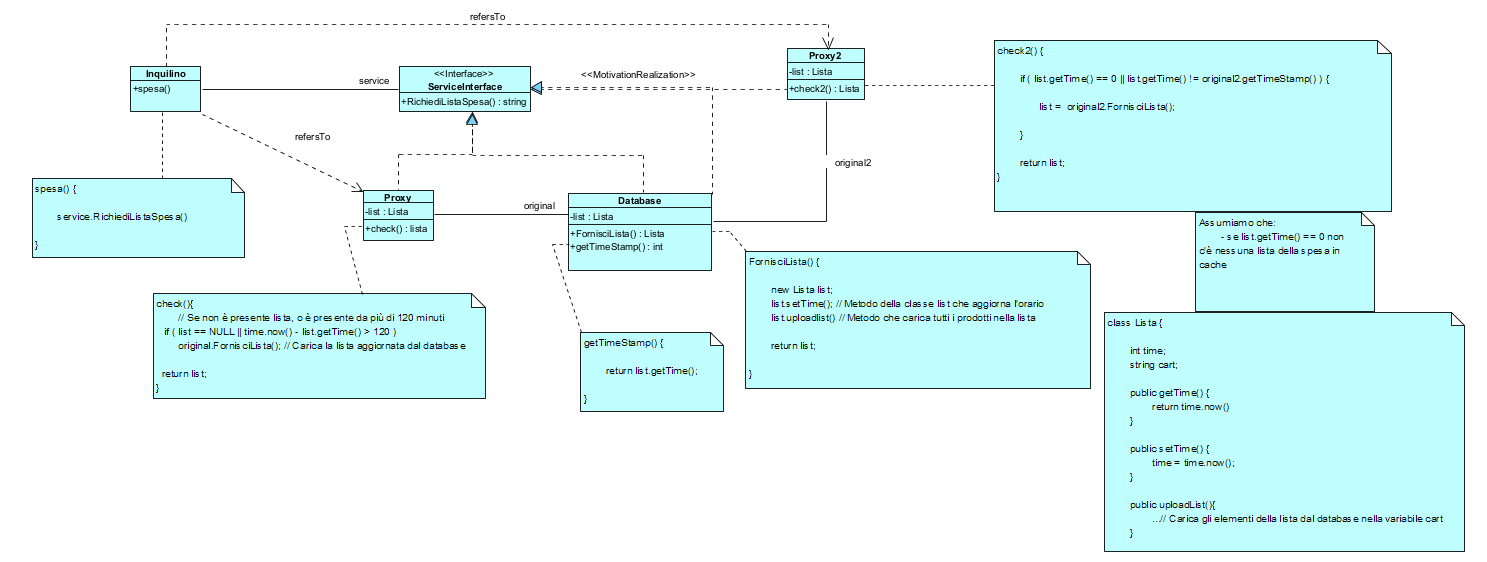 refersTo
Inquilino
+spesa()
service
<<Interface>>
ServiceInterface
+RichiediListaSpesa() : string
<<MotivationRealization>>
Proxy2
-list : Lista
+check2() : Lista
check2() {
if ( list.getTime() == 0 || list.getTime() != original2.getTimeStamp() ) {
list = original2.FornisciLista();
}
return list;
}
refersTo
original2
spesa() {
service.RichiediListaSpesa()
}
Proxy
-list : Lista
+check() : lista
original
Database
-list : Lista
+FornisciLista() : Lista
+getTimeStamp() : int
Assumiamo che:
- se list.getTime() == 0 non
c'è nessuna lista della spesa in
cache
FornisciLista() {
new Lista list;
list.setTime(); // Metodo della classe list che aggiorna l'orario
list.uploadlist() // Metodo che carica tutti i prodotti nella lista
return list;
}
check(){
// Se non è presente lista, o è presente da più di 120 minuti
if ( list == NULL || time.now() - list.getTime() > 120 )
original.FornisciLista(); // Carica la lista aggiornata dal database
return list;
}
getTimeStamp() {
return list.getTime();
}
class Lista {
int time;
string cart;
public getTime() {
return time.now()
}
public setTime() {
time = time.now();
}
public uploadList(){
...// Carica gli elementi della lista dal database nella variabile cart
}